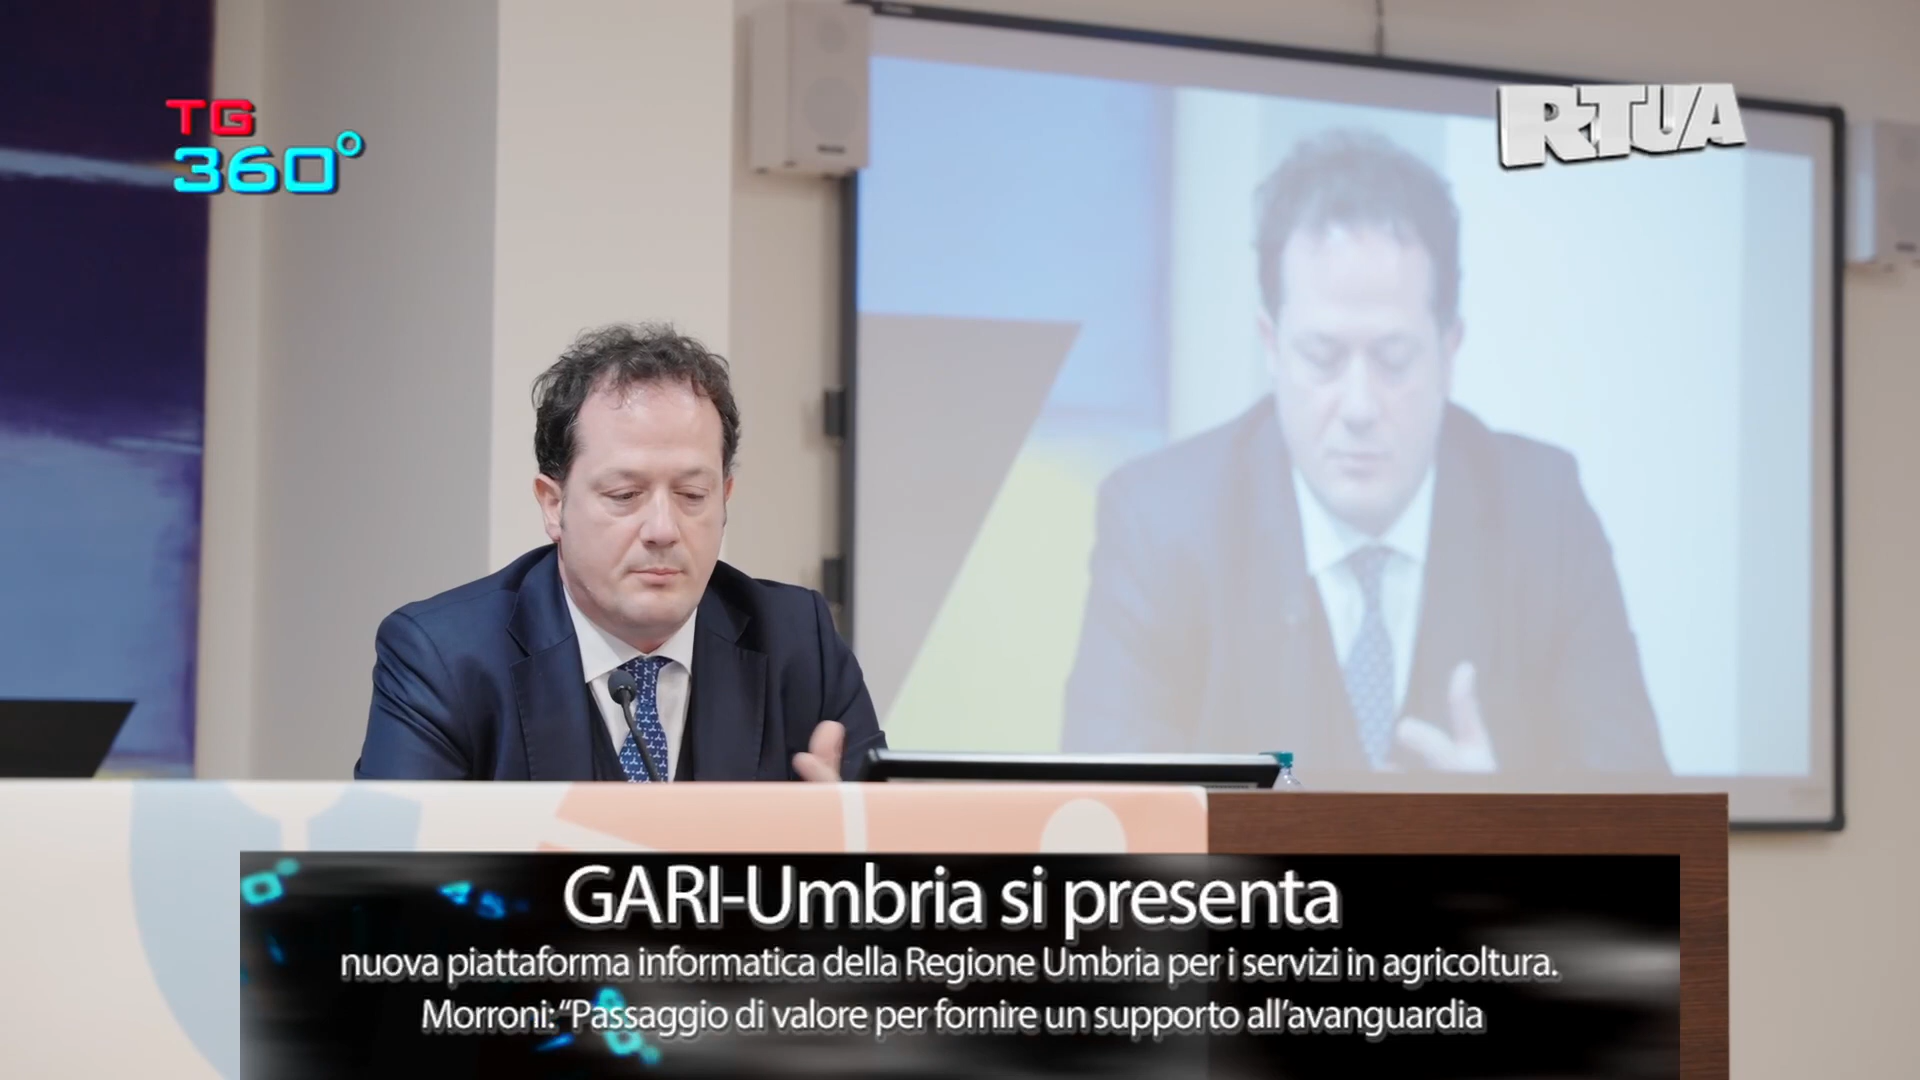 TG
360°
RTUA
GARI-Umbria si presenta
nuova piattaforma informatica della Regione Umbria per i servizi in agricoltura.
Morroni: “Passaggio di valore per fornire un supporto all’avanguardia